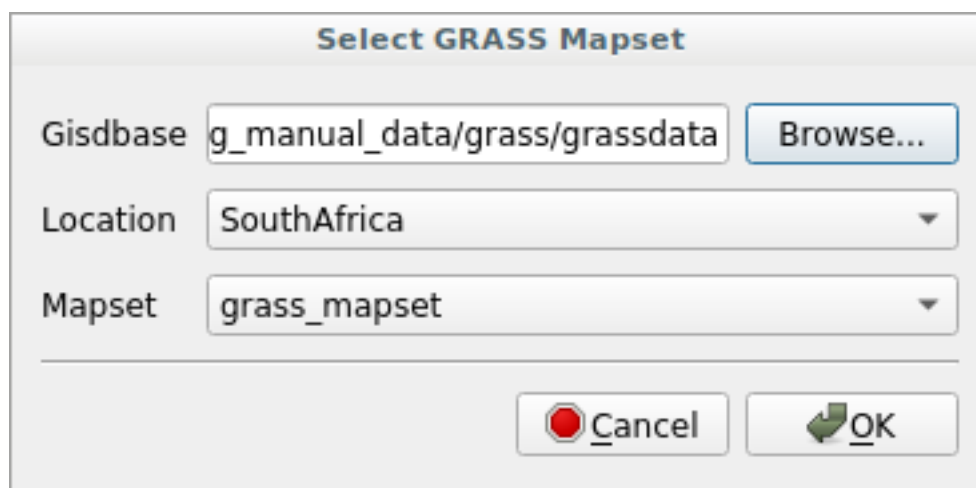 Select GRASS Mapset
Gisdbase g_manual_data/grass/grassdata Browse...
Location SouthAfrica
Mapset grass_mapset
Cancel OK